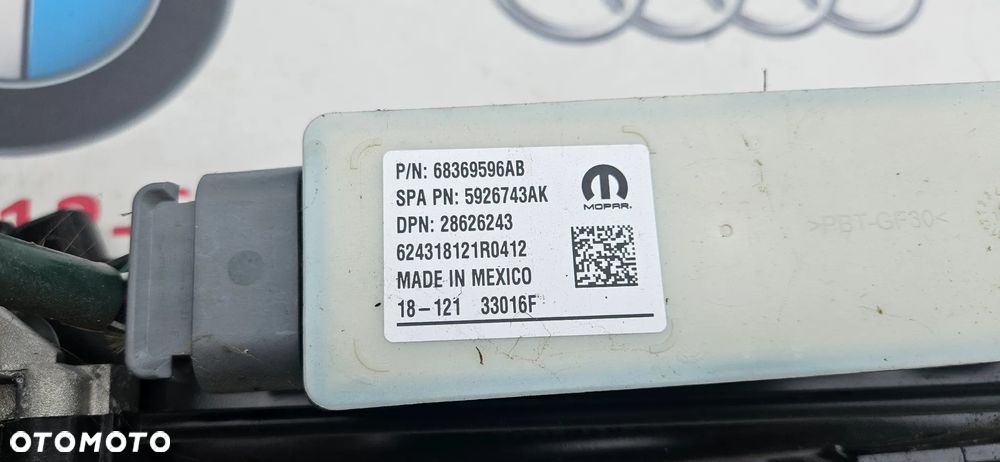 P/N: 68369596AB
SPA PN: 5926743AK
DPN: 28626243
624318121R0412
MADE IN MEXICO
18-121 33016F
MOPAR.
>PBT-GF30<
OTOMOTO